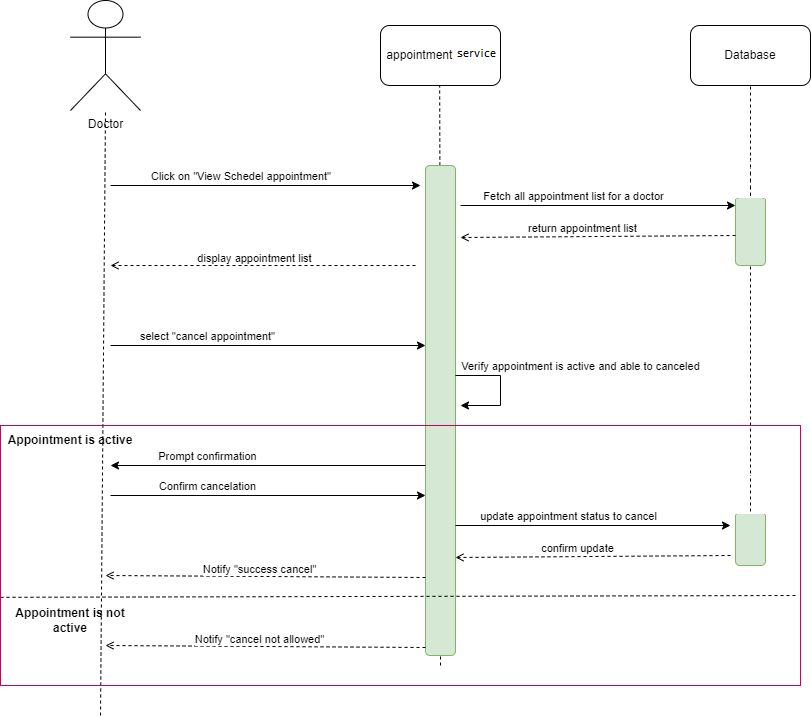 appointment service
Database
Doctor
Click on "View Schedel appointment"
Fetch all appointment list for a doctor
return appointment list
display appointment list
select "cancel appointment"
Verify appointment is active and able to canceled
Appointment is active
Prompt confirmation
Confirm cancelation
update appointment status to cancel
confirm update
Notify "success cancel"
Appointment is not
active
Notify "cancel not allowed"